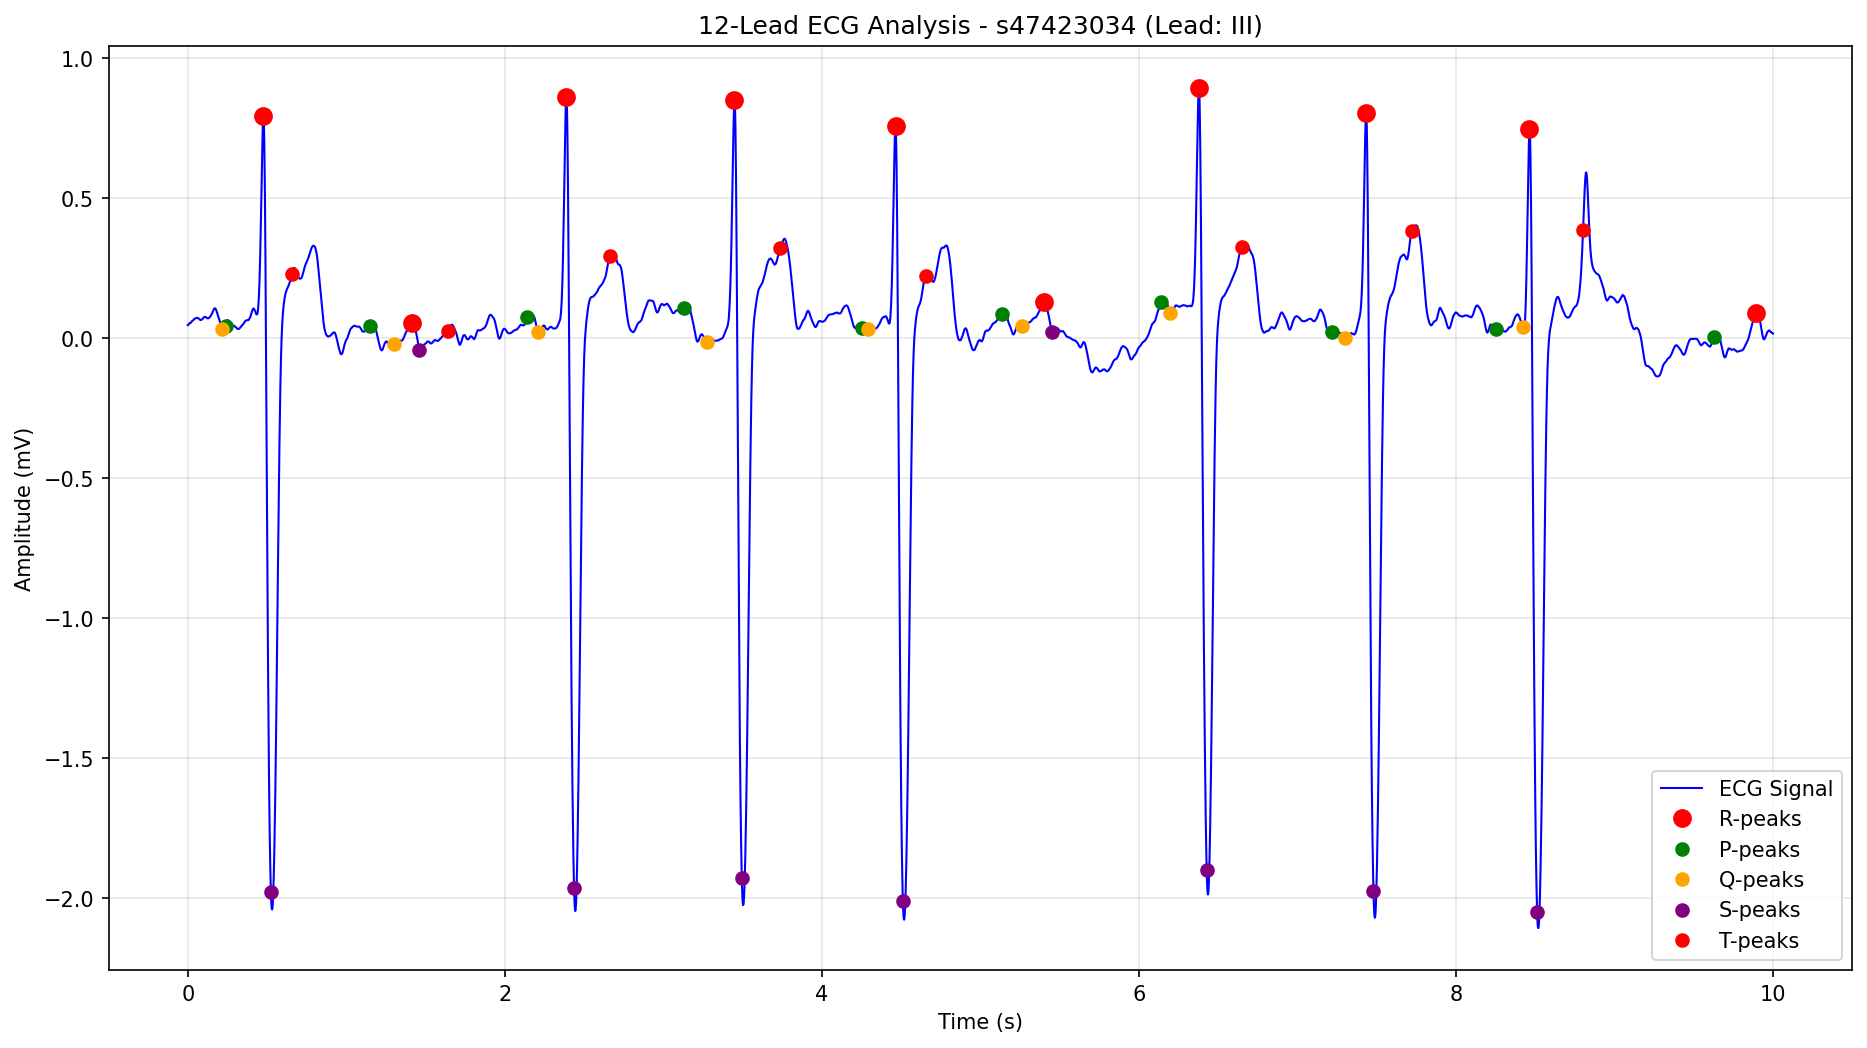 12-Lead ECG Analysis - s47423034 (Lead: III)
Amplitude (mV)
1.0
0.5
0.0
−0.5
−1.0
−1.5
−2.0
0
2
4
6
8
10
Time (s)
ECG Signal
R-peaks
P-peaks
Q-peaks
S-peaks
T-peaks